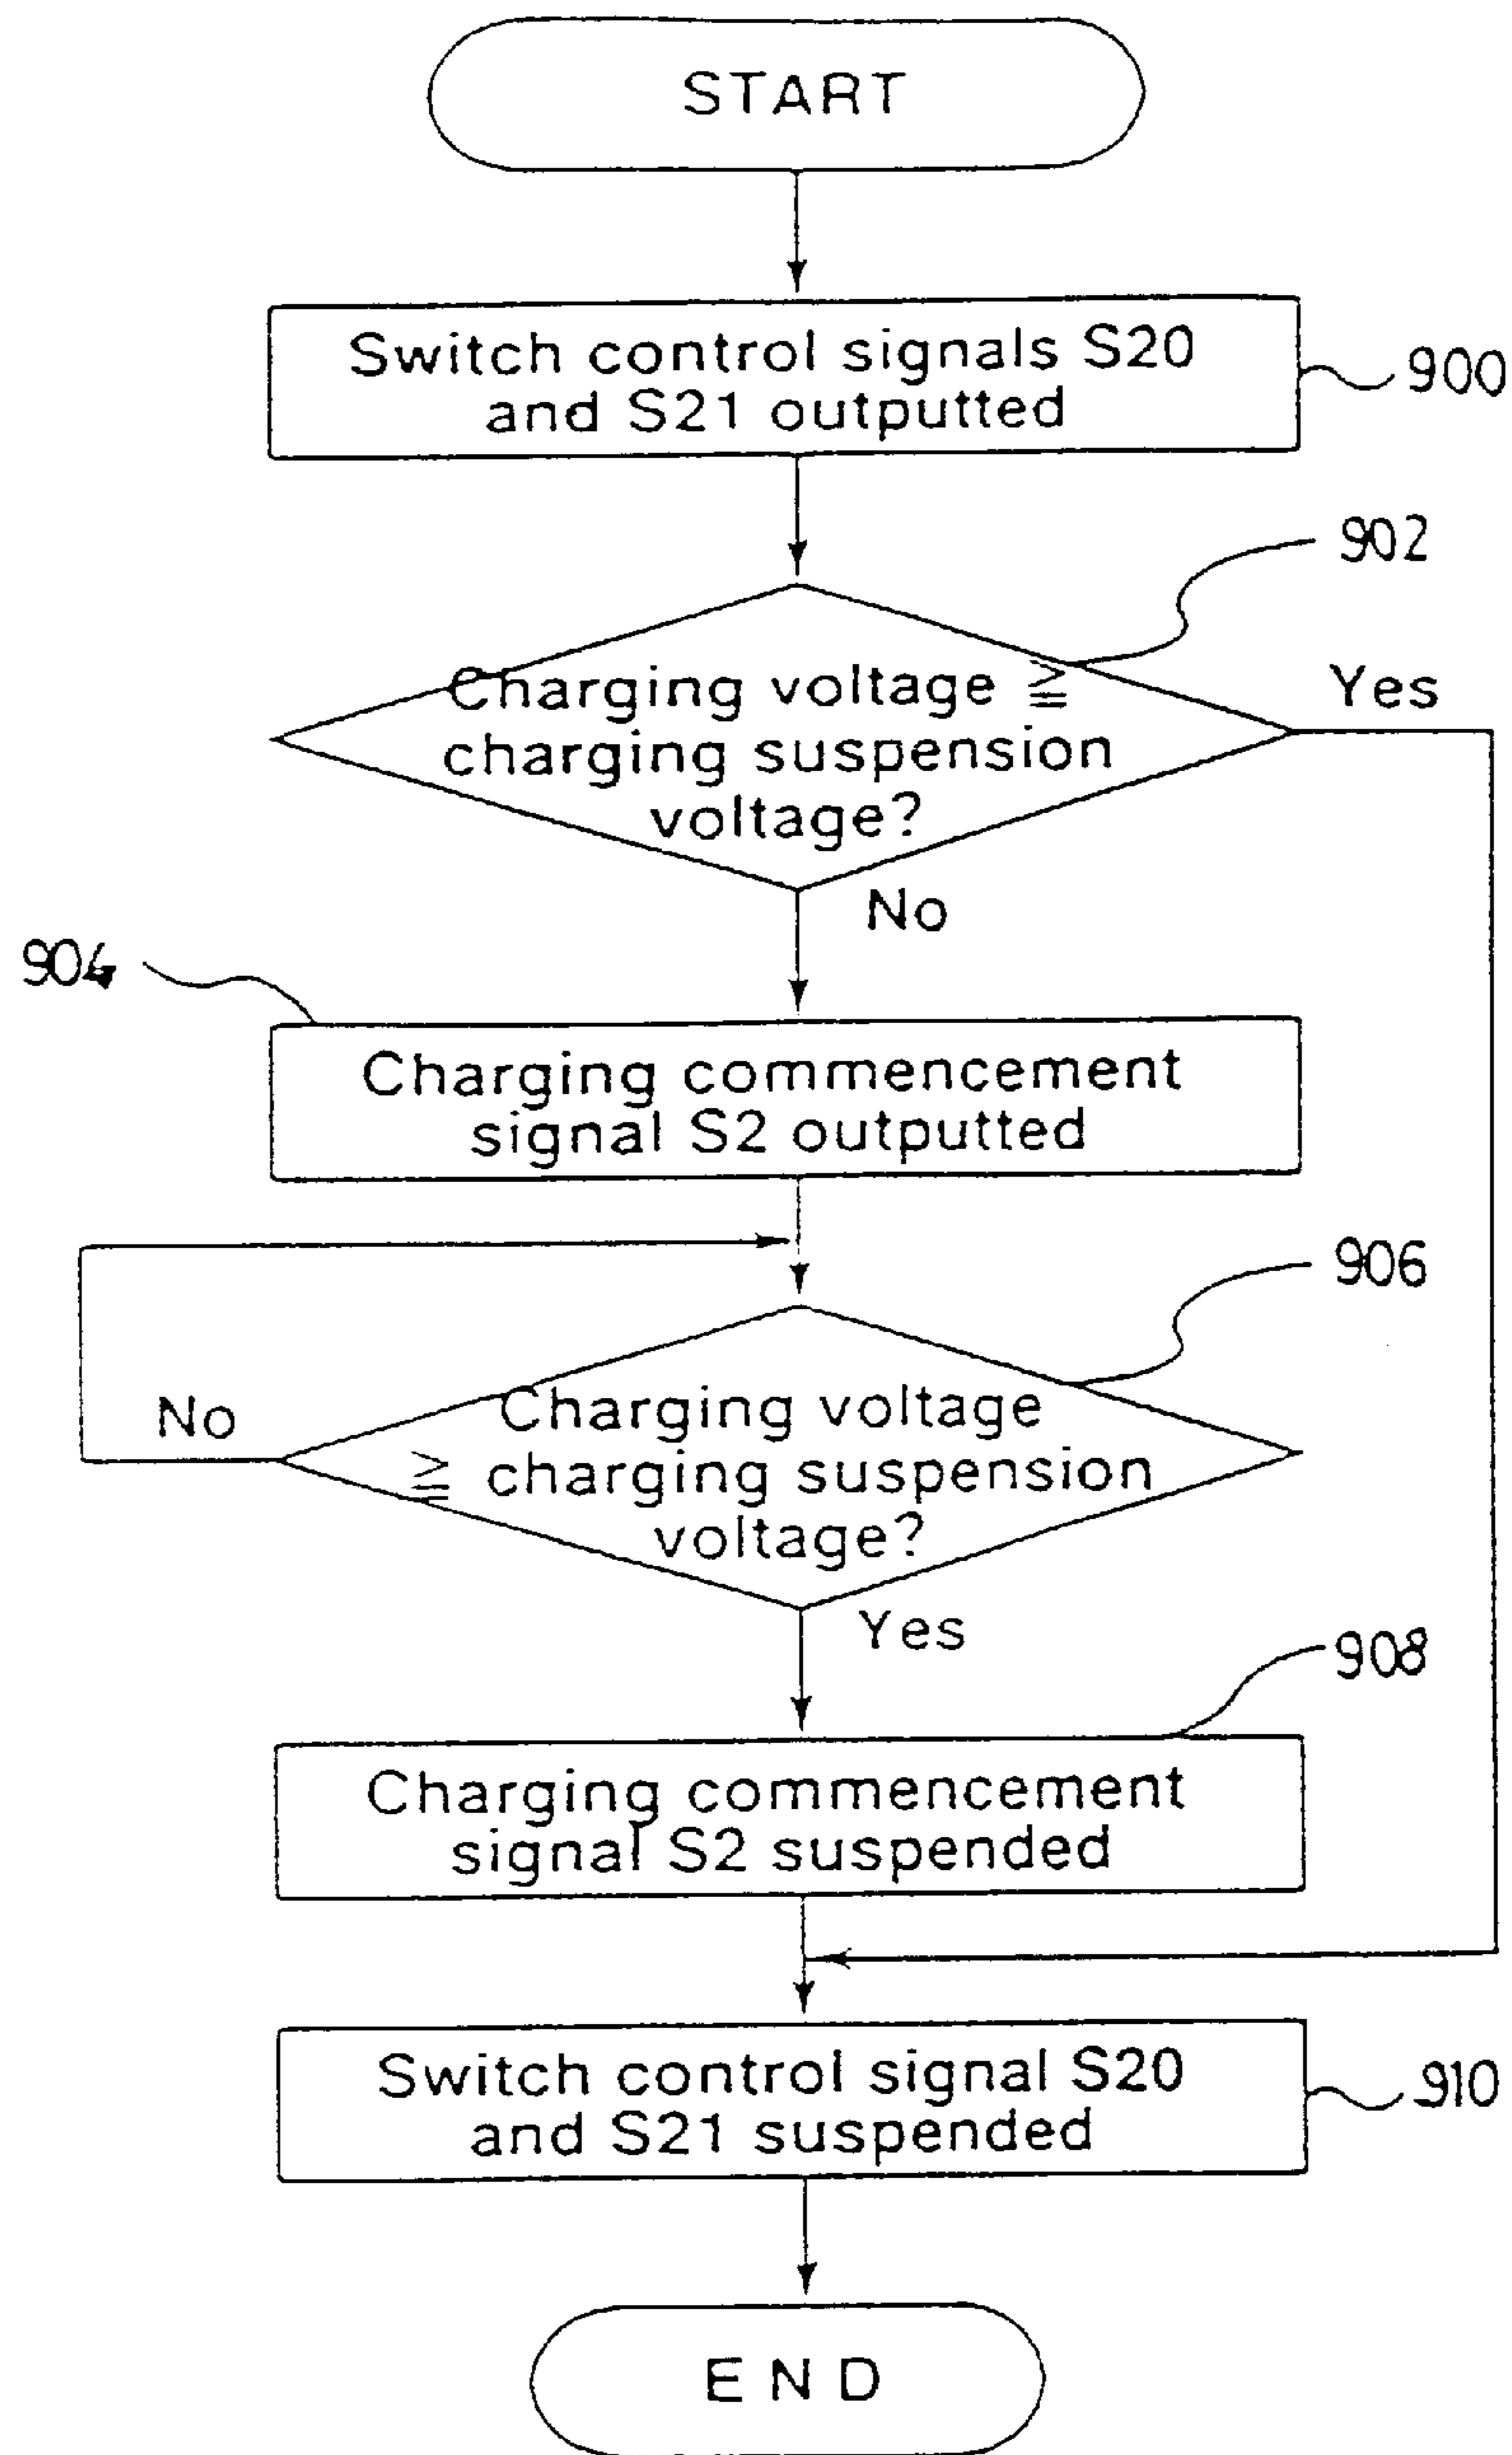 START
Switch control signals S20
and S21 outputted
900
902
Charging voltage ≧
charging suspension
voltage?
Yes
No
904
Charging commencement
signal S2 outputted
906
Charging voltage
≧ charging suspension
voltage?
No
Yes
908
Charging commencement
signal S2 suspended
Switch control signal S20
and S21 suspended
910
END